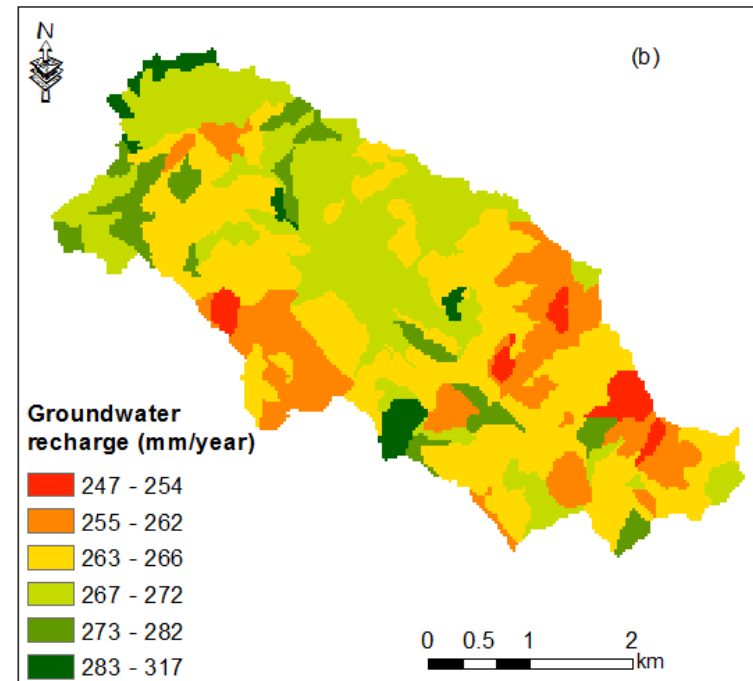 N
(b)
Groundwater
recharge (mm/year)
247 - 254
255 - 262
263 - 266
267 - 272
273 - 282
283 - 317
0 0.5 1 2
km